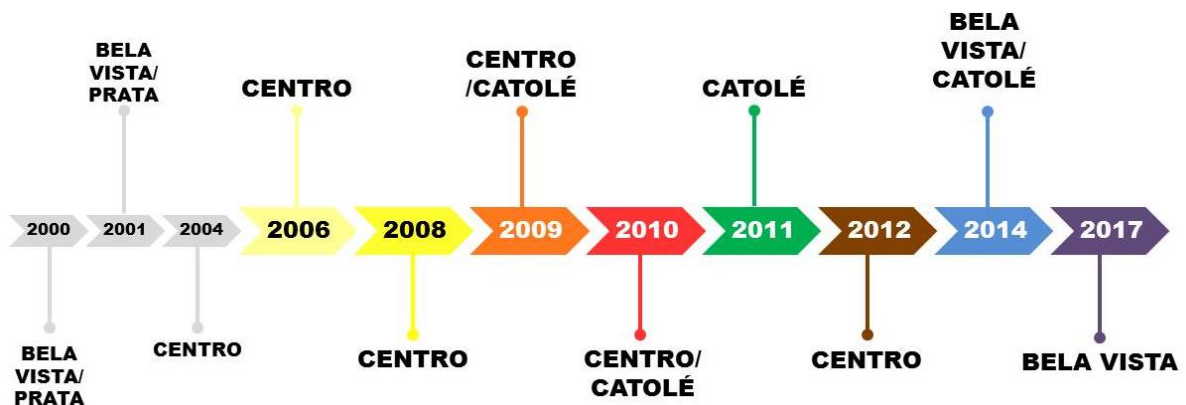 BELA
VISTA/
PRATA
CENTRO
CENTRO
/CATOLÉ
CATOLÉ
BELA
VISTA/
CATOLÉ
2000
2001
2004
2006
2008
2009
2010
2011
2012
2014
2017
BELA
VISTA/
PRATA
CENTRO
CENTRO
CENTRO/
CATOLÉ
CENTRO
BELA VISTA